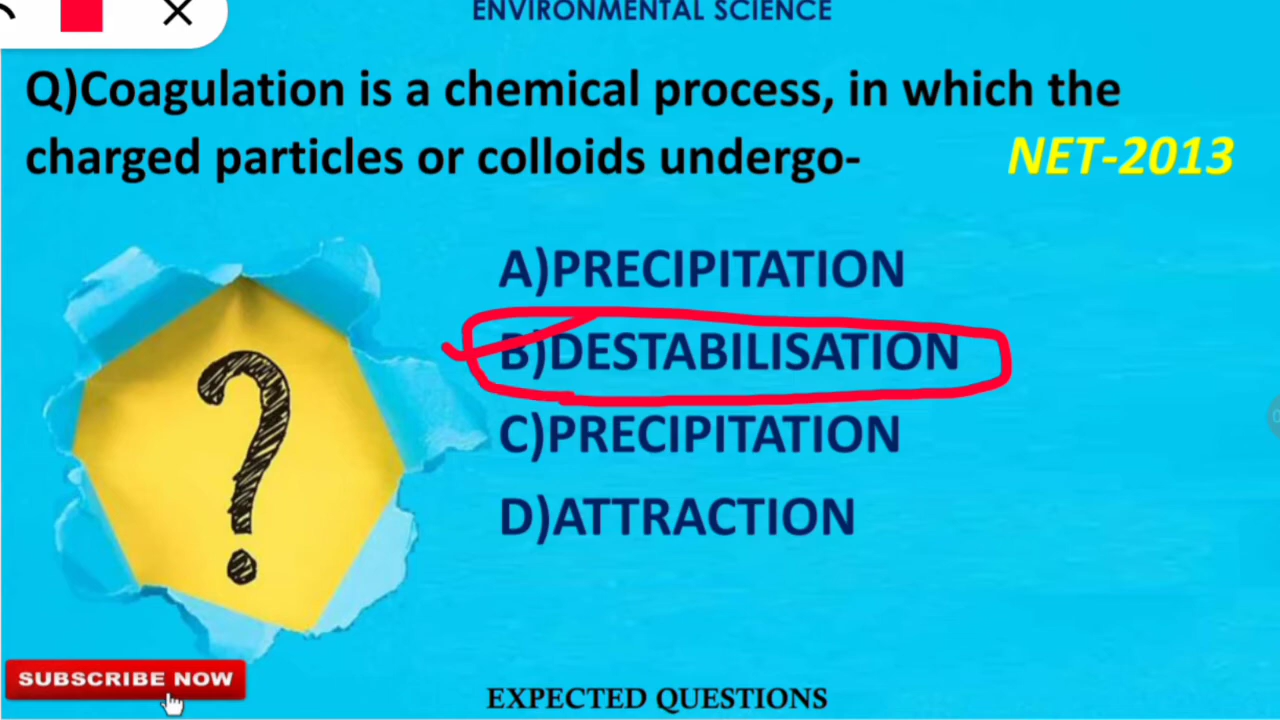 ENVIRONMENTAL SCIENCE
Q)Coagulation is a chemical process, in which the
charged particles or colloids undergo-
NET-2013
A)PRECIPITATION
B)DESTABILISATION
C)PRECIPITATION
D)ATTRACTION
SUBSCRIBE NOW
EXPECTED QUESTIONS